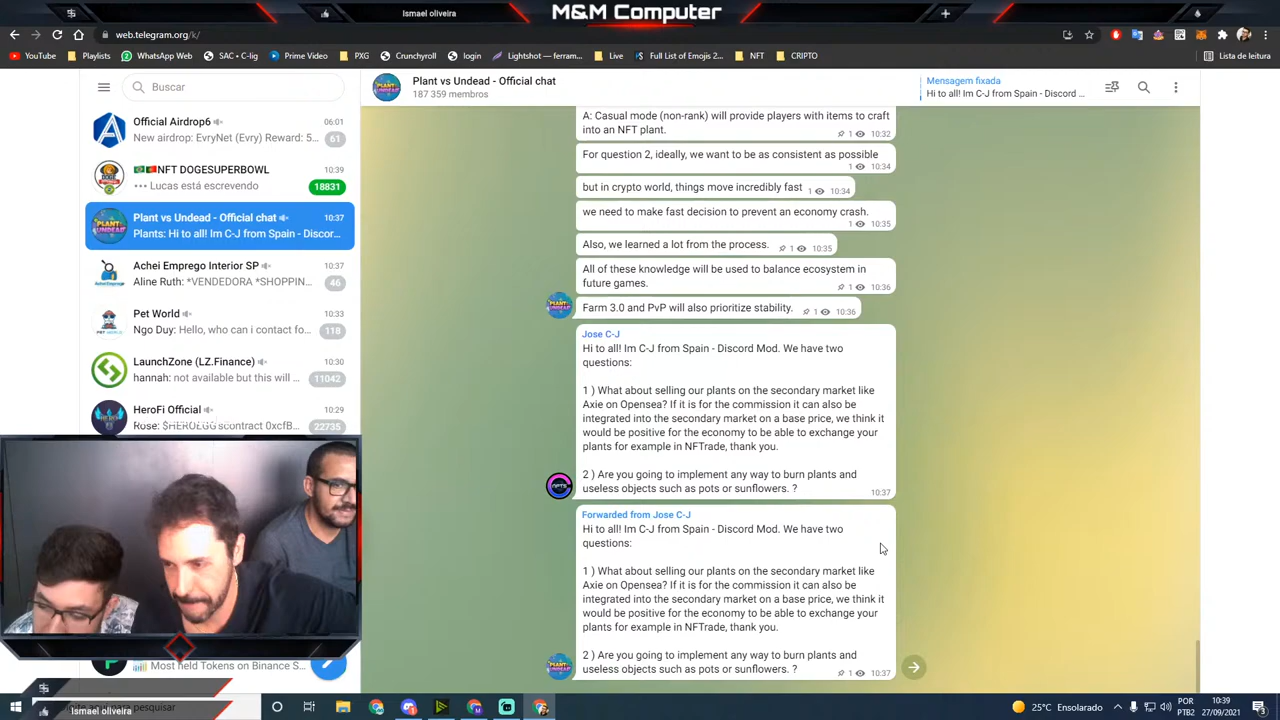 Ismael oliveira
M&M Computer
web.telegram.org/k/
YouTube
Playlists
WhatsApp Web
SAC • C-lig
Prime Video
PXG
Crunchyroll
login
Lightshot — ferram...
Live
Full List of Emojis 2...
NFT
CRIPTO
Lista de leitura
Buscar
Plant vs Undead - Official chat
187 359 membros
Mensagem fixada
Hi to all! Im C-J from Spain - Discord ...
Official Airdrop6
06:01
New airdrop: EvryNet (Evry) Reward: 5...
61
NFT DOGESUPERBOWL
10:39
Lucas está escrevendo
18831
Plant vs Undead - Official chat
10:37
Plants: Hi to all! Im C-J from Spain - Discor...
Achei Emprego Interior SP
10:37
Aline Ruth: *VENDEDORA *SHOPPIN...
46
Pet World
10:33
Ngo Duy: Hello, who can i contact fo...
118
LaunchZone (LZ.Finance)
10:30
hannah: not available but this will ...
11042
HeroFi Official
10:29
Rose: $HEROEGG scontract 0xcfB...
22735
Most held Tokens on Binance S...
A: Casual mode (non-rank) will provide players with items to craft
into an NFT plant.
1 10:32
For question 2, ideally, we want to be as consistent as possible
1 10:34
but in crypto world, things move incredibly fast 1 10:34
we need to make fast decision to prevent an economy crash.
1 10:35
Also, we learned a lot from the process. 1 10:35
All of these knowledge will be used to balance ecosystem in
future games.
1 10:36
Farm 3.0 and PvP will also prioritize stability. 1 10:36
Jose C-J
Hi to all! Im C-J from Spain - Discord Mod. We have two
questions:
1 ) What about selling our plants on the secondary market like
Axie on Opensea? If it is for the commission it can also be
integrated into the secondary market on a base price, we think it
would be positive for the economy to be able to exchange your
plants for example in NFTrade, thank you.
2 ) Are you going to implement any way to burn plants and
useless objects such as pots or sunflowers. ?
10:37
Forwarded from Jose C-J
Hi to all! Im C-J from Spain - Discord Mod. We have two
questions:
1 ) What about selling our plants on the secondary market like
Axie on Opensea? If it is for the commission it can also be
integrated into the secondary market on a base price, we think it
would be positive for the economy to be able to exchange your
plants for example in NFTrade, thank you.
2 ) Are you going to implement any way to burn plants and
useless objects such as pots or sunflowers. ?
1 10:37
Ismael oliveira
aqui para pesquisar
25°C Ensolarado
POR
PTB2
10:39
27/09/2021